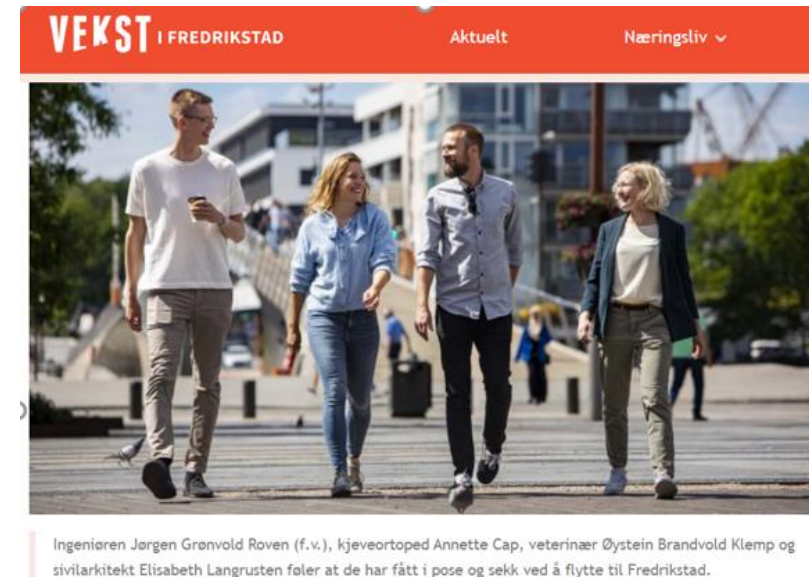 VEKST I FREDRIKSTAD
Aktuelt
Næringsliv
Ingeniøren Jørgen Grønvold Roven (f.v.), kjeveortoped Annette Cap, veterinær Øystein Brandvold Klemp og
sivilarkitekt Elisabeth Langrusten føler at de har fått i pose og sekk ved å flytte til Fredrikstad.